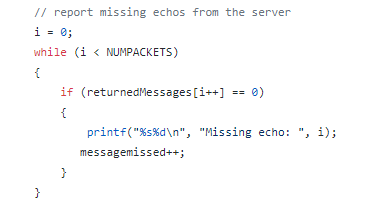 // report missing echos from the server
i = 0;
while (i < NUMPACKETS)
{
if (returnedMessages[i++] == 0)
{
printf("%s%d\n", "Missing echo: ", i);
messagemissed++;
}
}